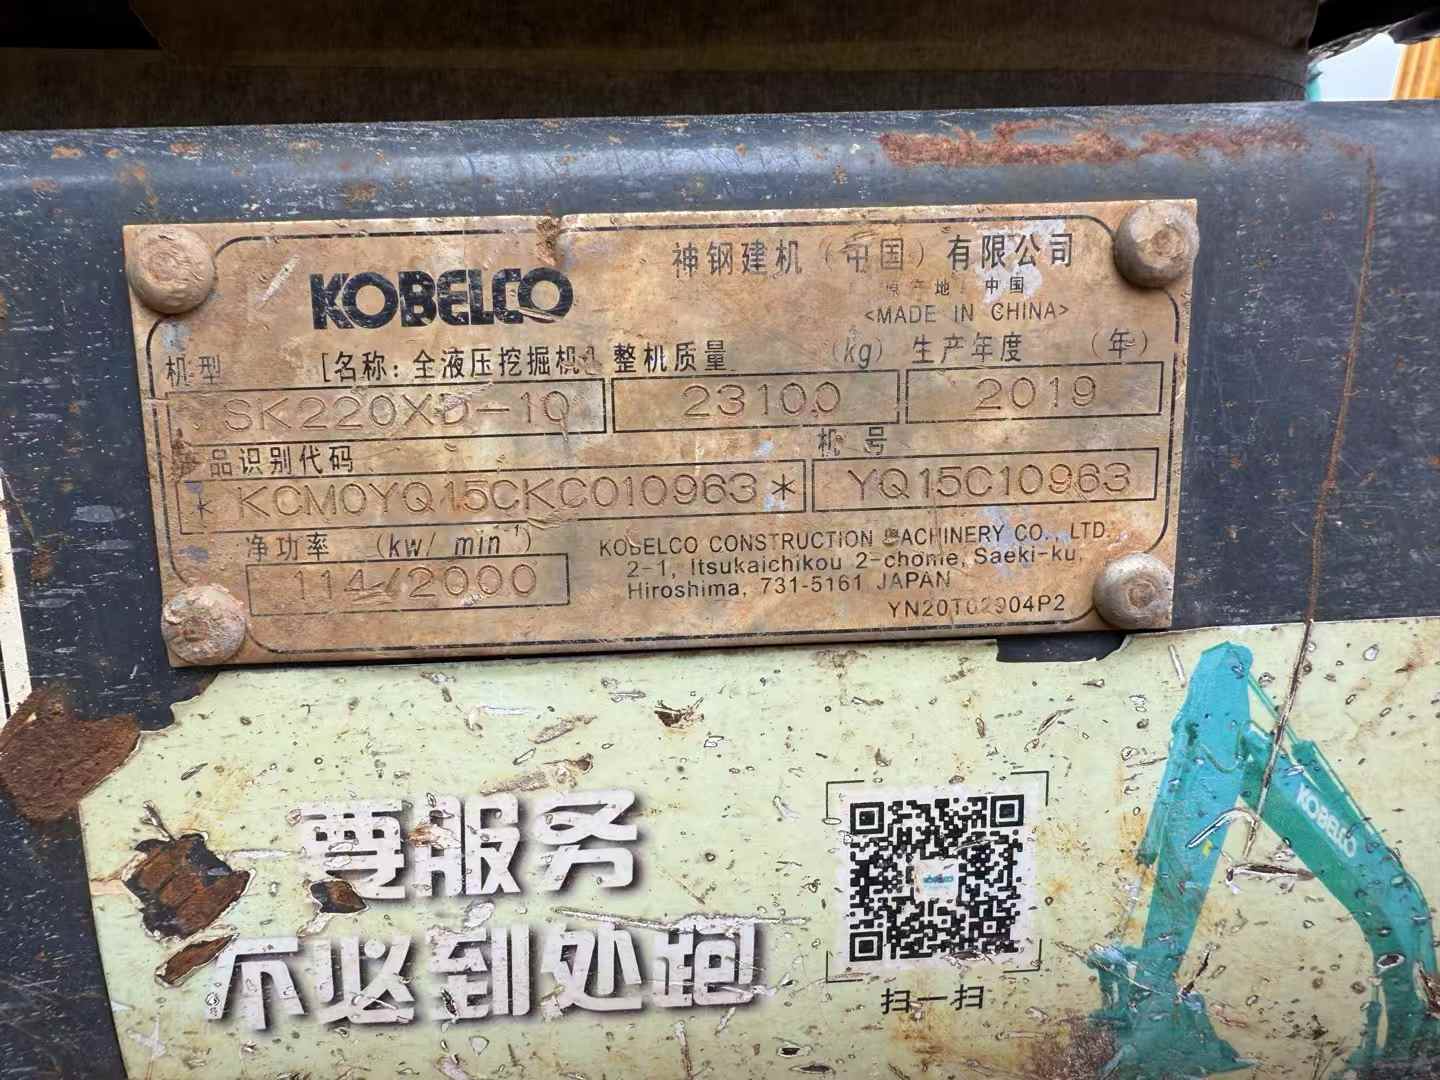 KOBELCO
神钢建机（中国）有限公司
原产地：中国
<MADE IN CHINA>
机型 [名称：全液压挖掘机] 整机质量 (kg) 生产年度 (年)
SK220XD-10 23100 2019
产品识别代码 机号
* KCM0YQ15CKC010963 * YQ15C10963
净功率 (kw/ min⁻¹)
114/2000
KOBELCO CONSTRUCTION MACHINERY CO., LTD.
2-1, Itsukaichikou 2-chome, Saeki-ku,
Hiroshima, 731-5161 JAPAN
YN20T02904P2
要服务
不必到处跑
扫一扫
KOBELCO